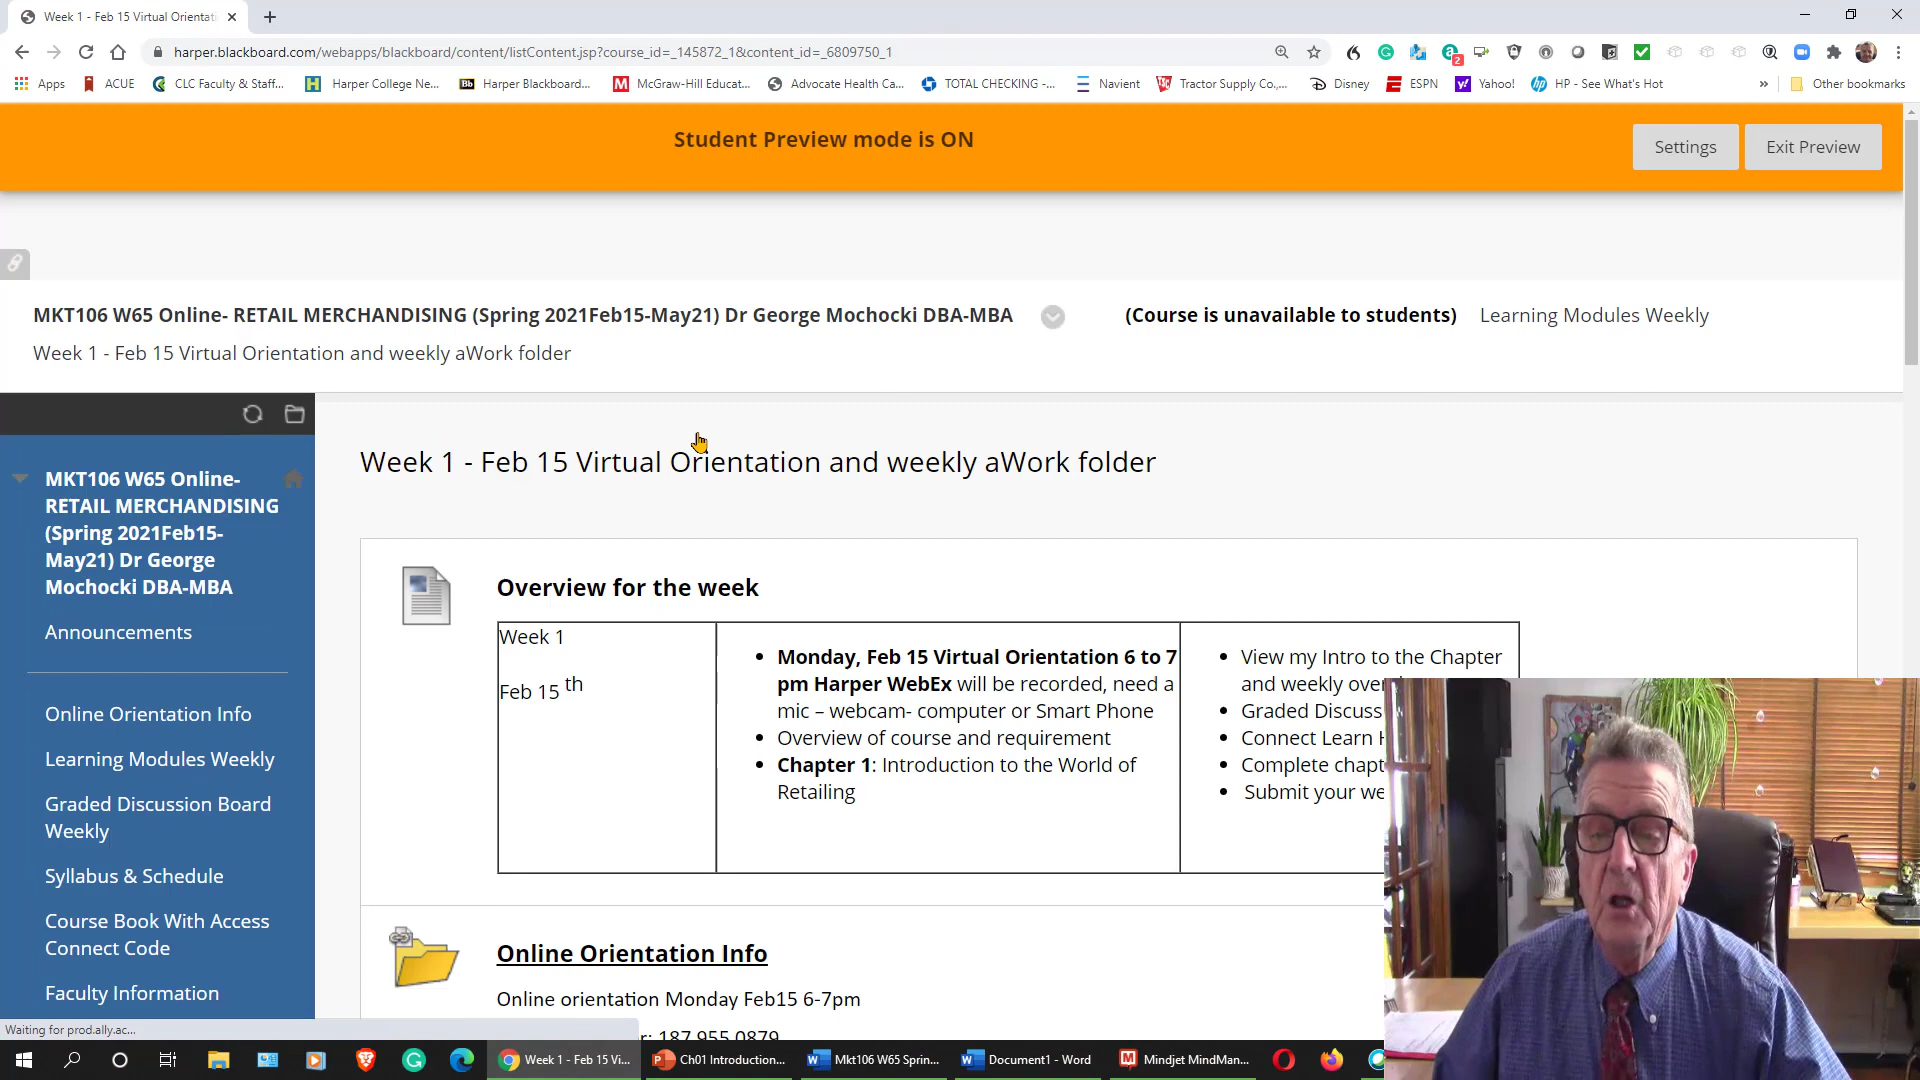 Week 1 - Feb 15 Virtual Orientat
harper.blackboard.com/webapps/blackboard/content/listContent.jsp?course_id=_145872_1&content_id=_6809750_1
2
Apps ACUE CLC Faculty & Staff... Harper College Ne... Harper Blackboard... McGraw-Hill Educat... Advocate Health Ca... TOTAL CHECKING -... Navient Tractor Supply Co.,... Disney ESPN Yahoo! HP - See What's Hot » Other bookmarks
Student Preview mode is ON
Settings Exit Preview
MKT106 W65 Online- RETAIL MERCHANDISING (Spring 2021Feb15-May21) Dr George Mochocki DBA-MBA (Course is unavailable to students) Learning Modules Weekly
Week 1 - Feb 15 Virtual Orientation and weekly aWork folder
MKT106 W65 Online-
RETAIL MERCHANDISING
(Spring 2021Feb15-
May21) Dr George
Mochocki DBA-MBA
Announcements
Online Orientation Info
Learning Modules Weekly
Graded Discussion Board
Weekly
Syllabus & Schedule
Course Book With Access
Connect Code
Faculty Information
Week 1 - Feb 15 Virtual Orientation and weekly aWork folder
Overview for the week
Week 1
Feb 15 th
• Monday, Feb 15 Virtual Orientation 6 to 7
pm Harper WebEx will be recorded, need a
mic – webcam- computer or Smart Phone
• Overview of course and requirement
• Chapter 1: Introduction to the World of
Retailing
• View my Intro to the Chapter
and weekly ove
• Graded Discuss
• Connect Learn
• Complete chapt
• Submit your we
Online Orientation Info
Online orientation Monday Feb15 6-7pm
: 187 955 0879
Waiting for prod.ally.ac...
Week 1 - Feb 15 Vi... Ch01 Introduction... Mkt106 W65 Sprin... Document1 - Word Mindjet MindMan...